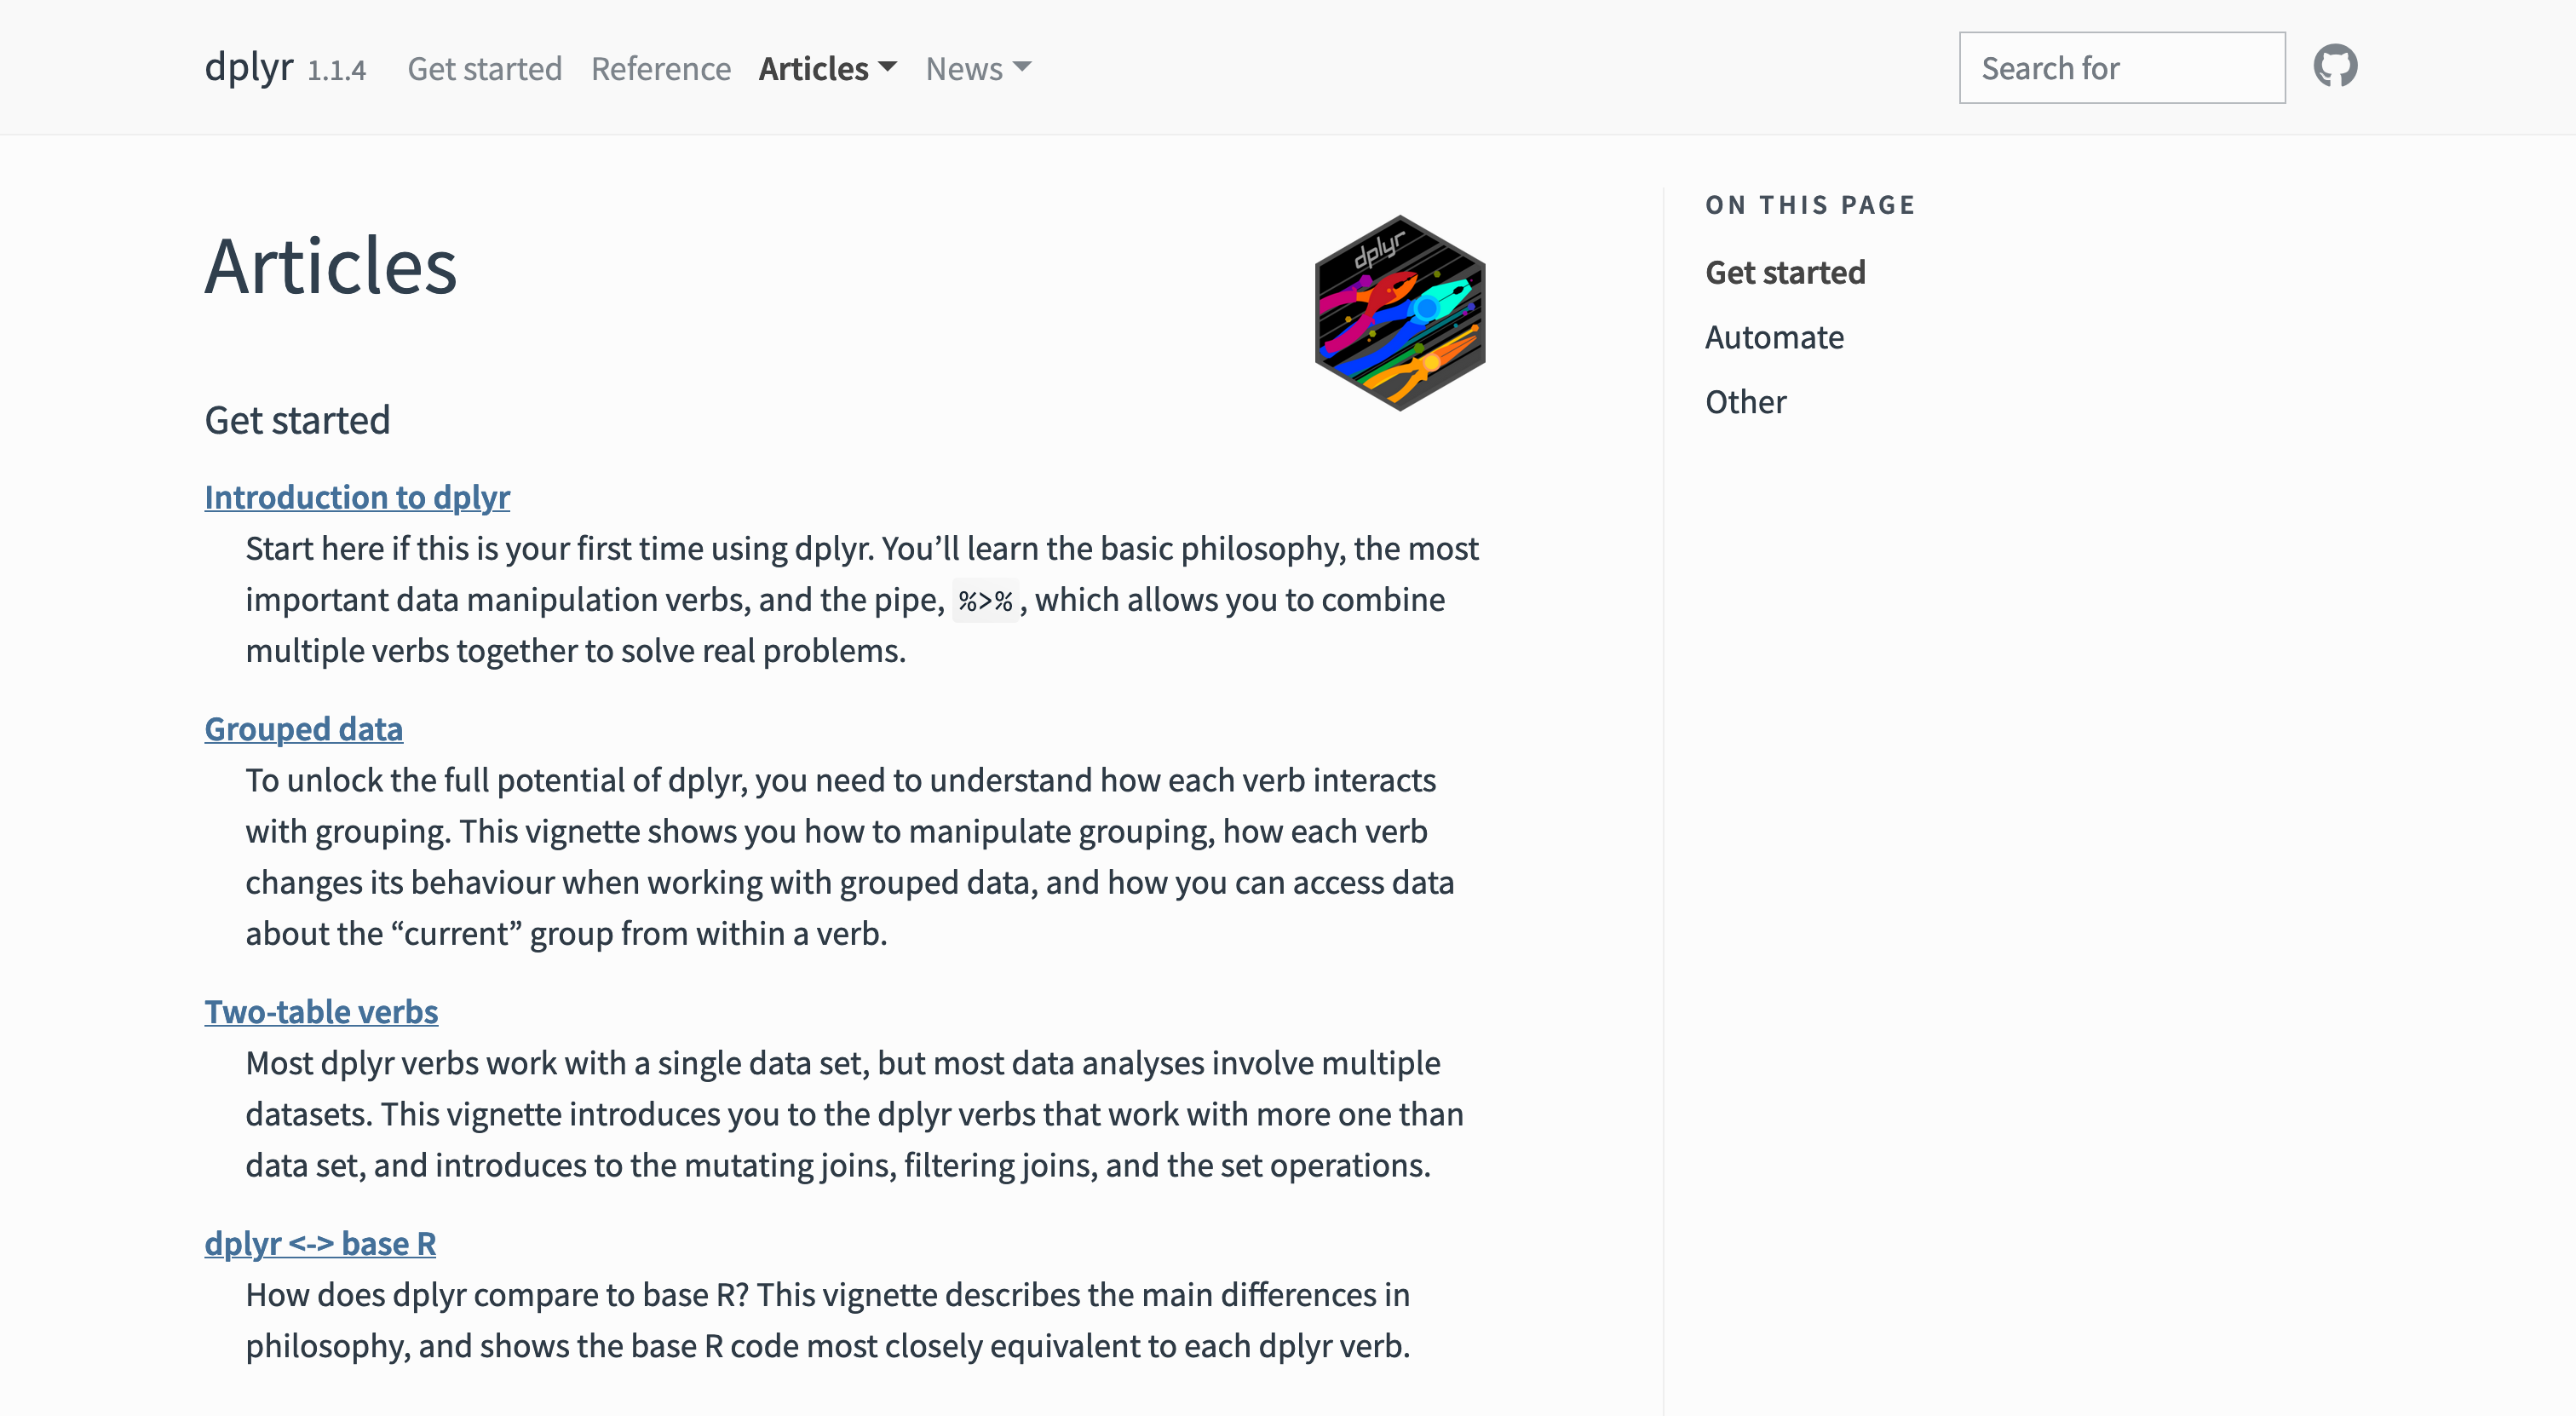 dplyr 1.1.4 Get started Reference Articles News Search for
Articles
dplyr
Get started
Introduction to dplyr
Start here if this is your first time using dplyr. You’ll learn the basic philosophy, the most
important data manipulation verbs, and the pipe, %>%, which allows you to combine
multiple verbs together to solve real problems.
Grouped data
To unlock the full potential of dplyr, you need to understand how each verb interacts
with grouping. This vignette shows you how to manipulate grouping, how each verb
changes its behaviour when working with grouped data, and how you can access data
about the “current” group from within a verb.
Two-table verbs
Most dplyr verbs work with a single data set, but most data analyses involve multiple
datasets. This vignette introduces you to the dplyr verbs that work with more one than
data set, and introduces to the mutating joins, filtering joins, and the set operations.
dplyr <-> base R
How does dplyr compare to base R? This vignette describes the main differences in
philosophy, and shows the base R code most closely equivalent to each dplyr verb.
ON THIS PAGE
Get started
Automate
Other